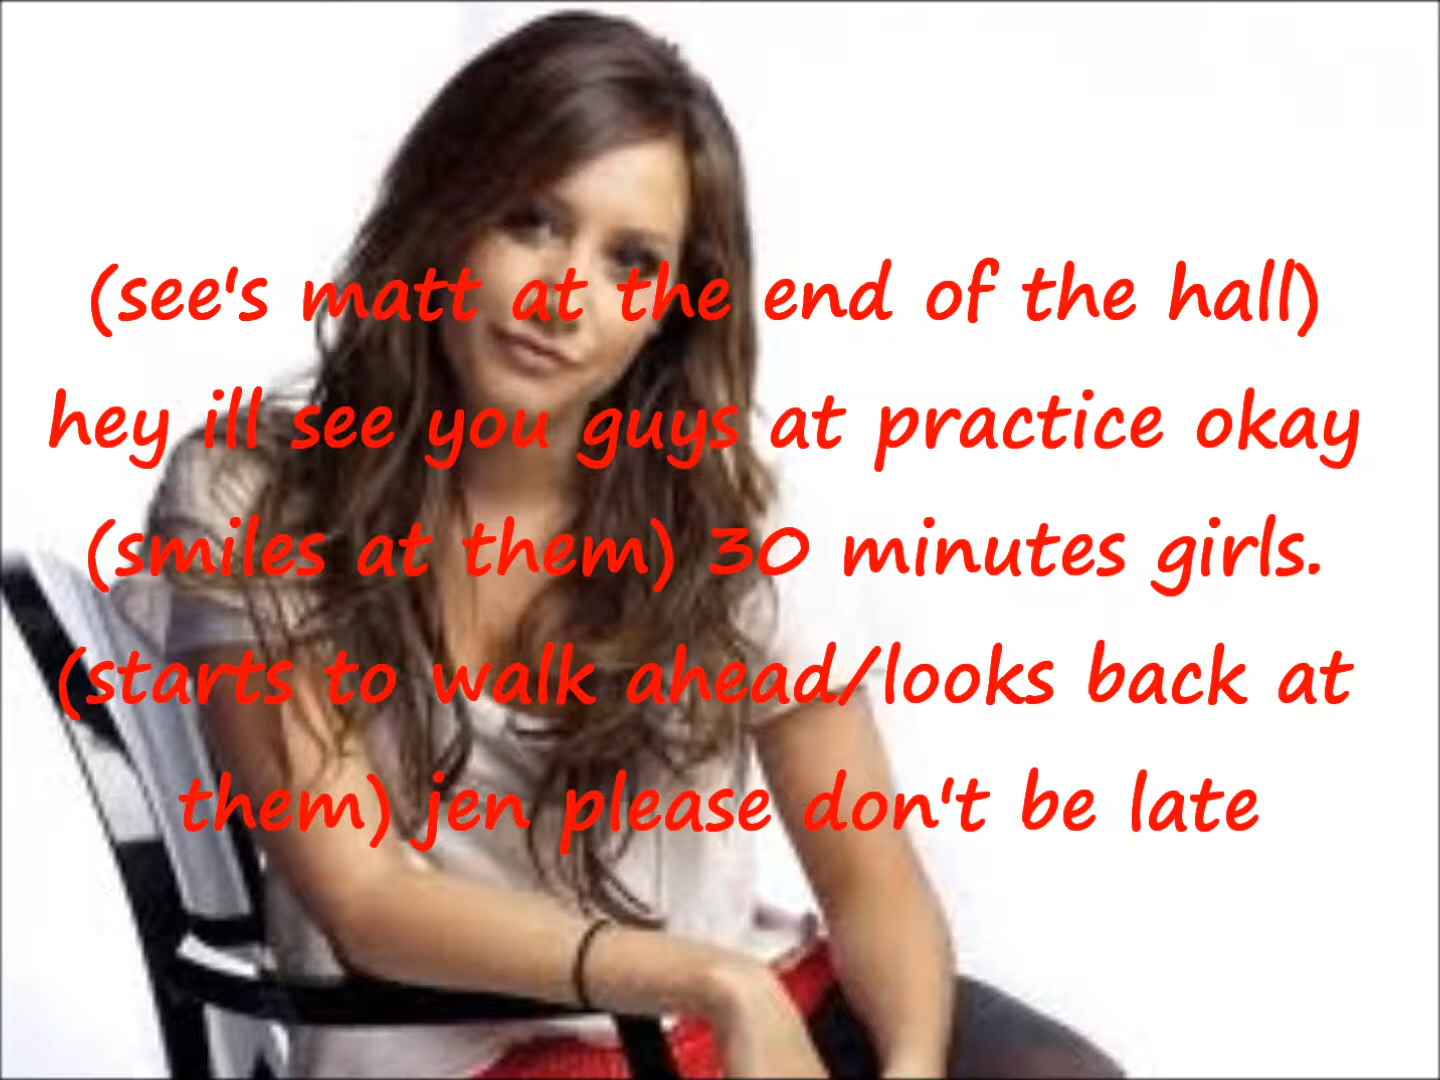 (see's matt at the end of the hall)
hey ill see you guys at practice okay
(smiles at them) 30 minutes girls.
(starts to walk ahead/looks back at
them) jen please don't be late